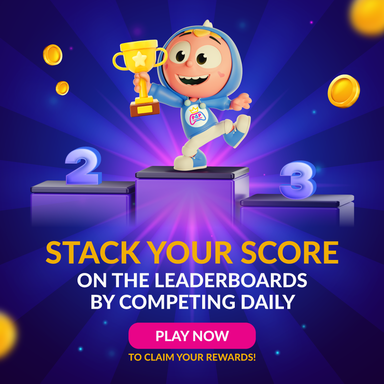 2
3
STACK YOUR SCORE
ON THE LEADERBOARDS
BY COMPETING DAILY
PLAY NOW
TO CLAIM YOUR REWARDS!